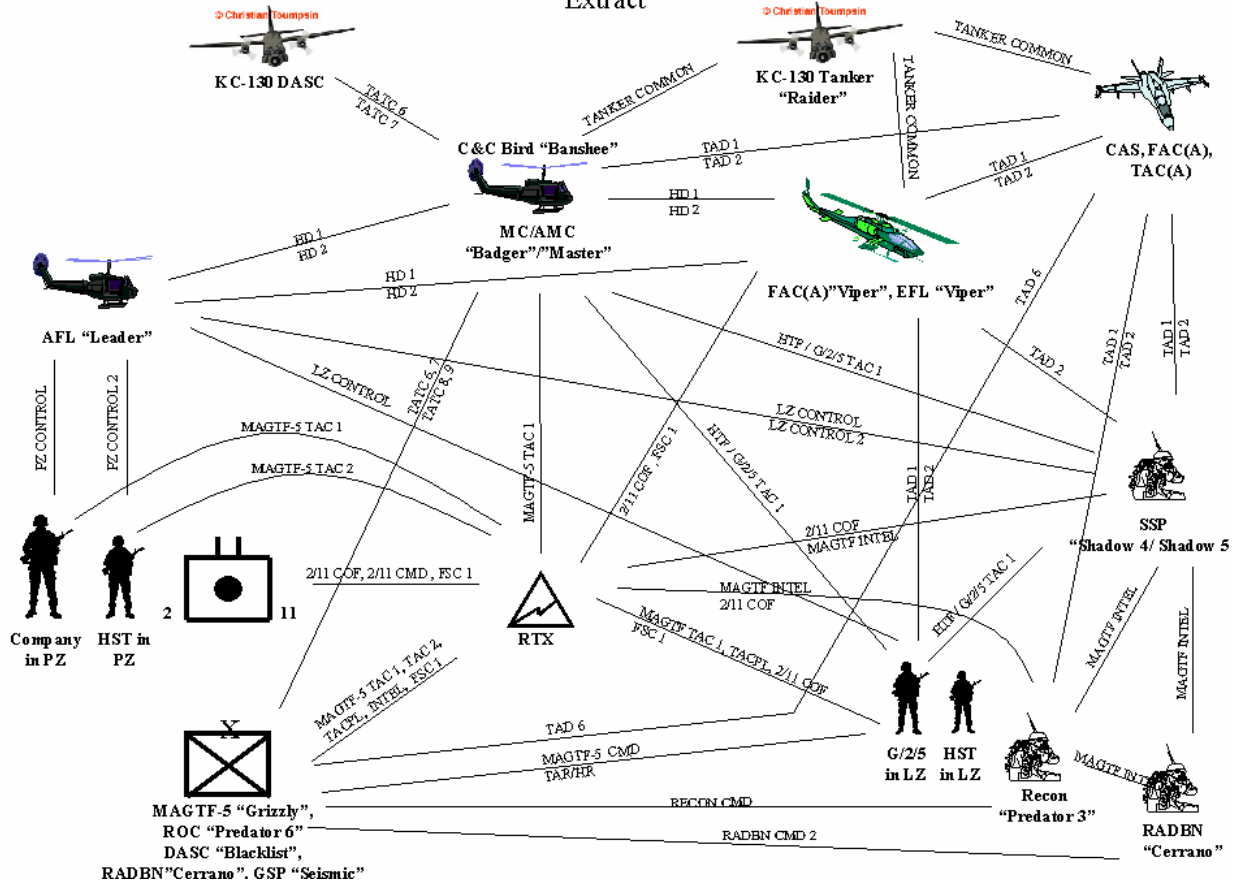 Extract
© Christian Toumpsin
© Christian Toumpsin
KC-130 DASC
KC-130 Tanker
"Raider"
TANKER COMMON
TATC 6
TATC 7
TANKER COMMON
TANKER COMMON
C&C Bird "Banshee"
TAD 1
TAD 2
TAD 1
TAD 2
CAS, FAC(A),
TAC(A)
HD 1
HD 2
MC/AMC
"Badger"/"Master"
HD 1
HD 2
HD 1
HD 2
FAC(A)"Viper", EFL "Viper"
TAD 6
AFL "Leader"
TAD 1
TAD 2
TAD 1
TAD 2
HTF / G/2/5 TAC 1
TAD 2
LZ CONTROL
TATC 6, 7
TATC 8, 9
PZ CONTROL
PZ CONTROL 2
LZ CONTROL
LZ CONTROL 2
MAGTF-5 TAC 1
MAGTF-5 TAC 2
MAGTF-5 TAC 1
2/11 COF , FSC 1
HTF / G/2/5 TAC 1
TAD 1
TAD 2
SSP
"Shadow 4/ Shadow 5
2/11 COF
MAGTF INTEL
2/11 COF, 2/11 CMD , FSC 1
2
11
MAGTF INTEL
2/11 COF
HTF / G/2/5 TAC 1
MAGTF INTEL
MAGTF INTEL
Company
in PZ
HST in
PZ
RTX
MAGTF TAC 1, TACPL, 2/11 COF
FSC 1
MAGTF-5 TAC 1, TAC 2,
TACPL, INTEL, FSC 1
X
TAD 6
MAGTF-5 CMD
TAR/HR
G/2/5
in LZ
HST
in LZ
MAGTF INT
Recon
"Predator 3"
RECON CMD
RADBN CMD 2
RADBN
"Cerrano"
MAGTF-5 "Grizzly",
ROC "Predator 6"
DASC "Blacklist",
RADBN"Cerrano", GSP "Seismic"